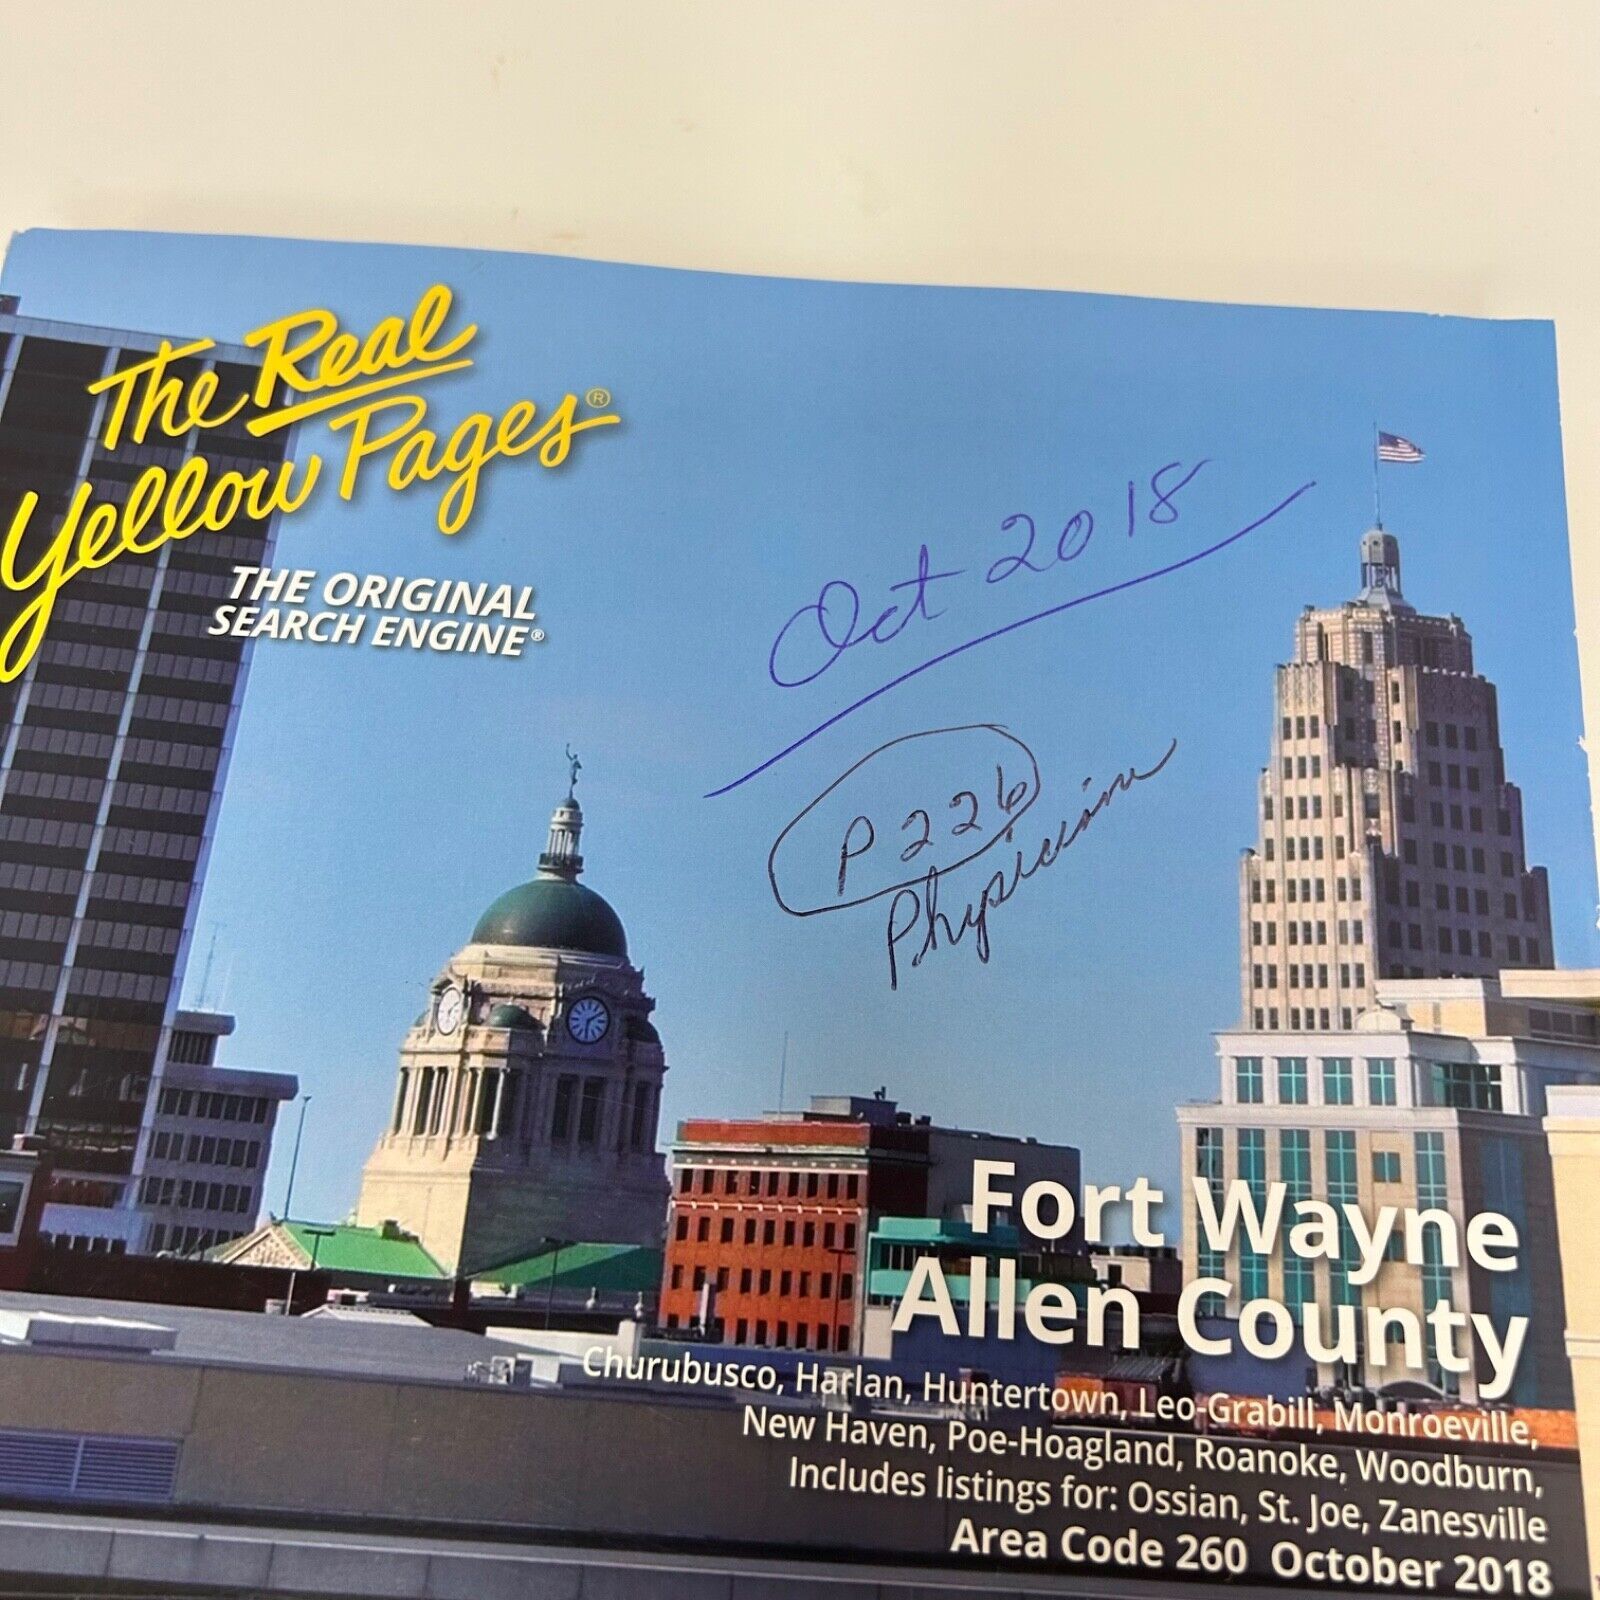 The Real
Yellow Pages®
THE ORIGINAL
SEARCH ENGINE®
Oct 2018
P 226
Physicians
Fort Wayne
Allen County
Churubusco, Harlan, Huntertown, Leo-Grabill, Monroeville,
New Haven, Poe-Hoagland, Roanoke, Woodburn,
Includes listings for: Ossian, St. Joe, Zanesville
Area Code 260 October 2018